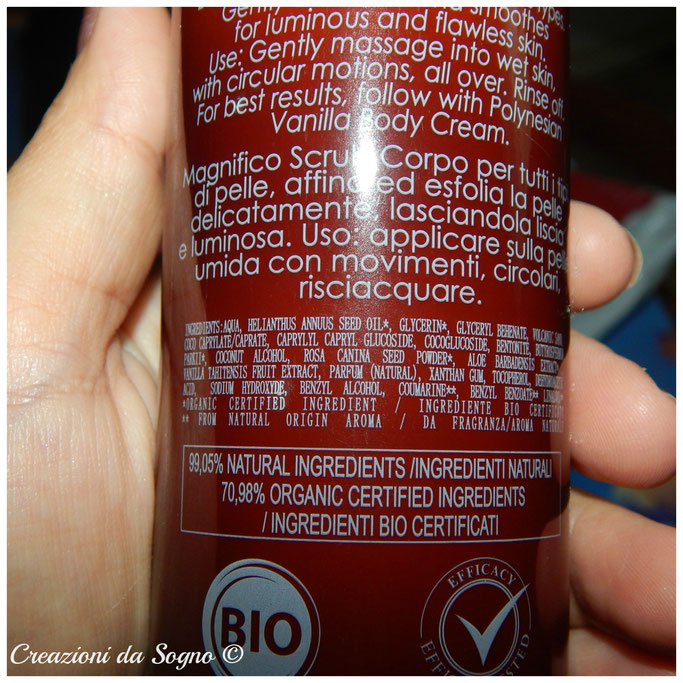 Gently smoothes
for luminous and flawless skin.
Use: Gently massage into wet skin,
with circular motions, all over. Rinse off.
For best results, follow with Polynesian
Vanilla Body Cream.
Magnifico Scrub Corpo per tutti i tipi
di pelle, affina ed esfolia la pelle
delicatamente, lasciandola liscia
e luminosa. Uso: applicare sulla pelle
umida con movimenti, circolari,
risciacquare.
INGREDIENTS: AQUA, HELIANTHUS ANNUUS SEED OIL*, GLYCERIN*, GLYCERYL BEHENATE, VOLCANIC
COCO CAPRYLATE/CAPRATE, CAPRYLYL CAPRYL GLUCOSIDE, COCOGLUCOSIDE, BENTONITE,
PARKII*, COCONUT ALCOHOL, ROSA CANINA SEED POWDER*, ALOE BARBADENSIS
VANILLA TAHITENSIS FRUIT EXTRACT, PARFUM (NATURAL), XANTHAN GUM, TOCOPHEROL,
ACID, SODIUM HYDROXYDE, BENZYL ALCOHOL, COUMARINE**, BENZYL BENZOATE**
*ORGANIC CERTIFIED INGREDIENT / INGREDIENTE BIO
** FROM NATURAL ORIGIN AROMA / DA FRAGRANZA/AROMA
99,05% NATURAL INGREDIENTS /INGREDIENTI NATURALI
70,98% ORGANIC CERTIFIED INGREDIENTS
/ INGREDIENTI BIO CERTIFICATI
BIO
EFFICACY
Creazioni da Sogno ©